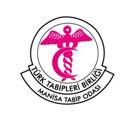 TÜRK TABİPLERİ BİRLİĞİ
MANİSA TABİP ODASI